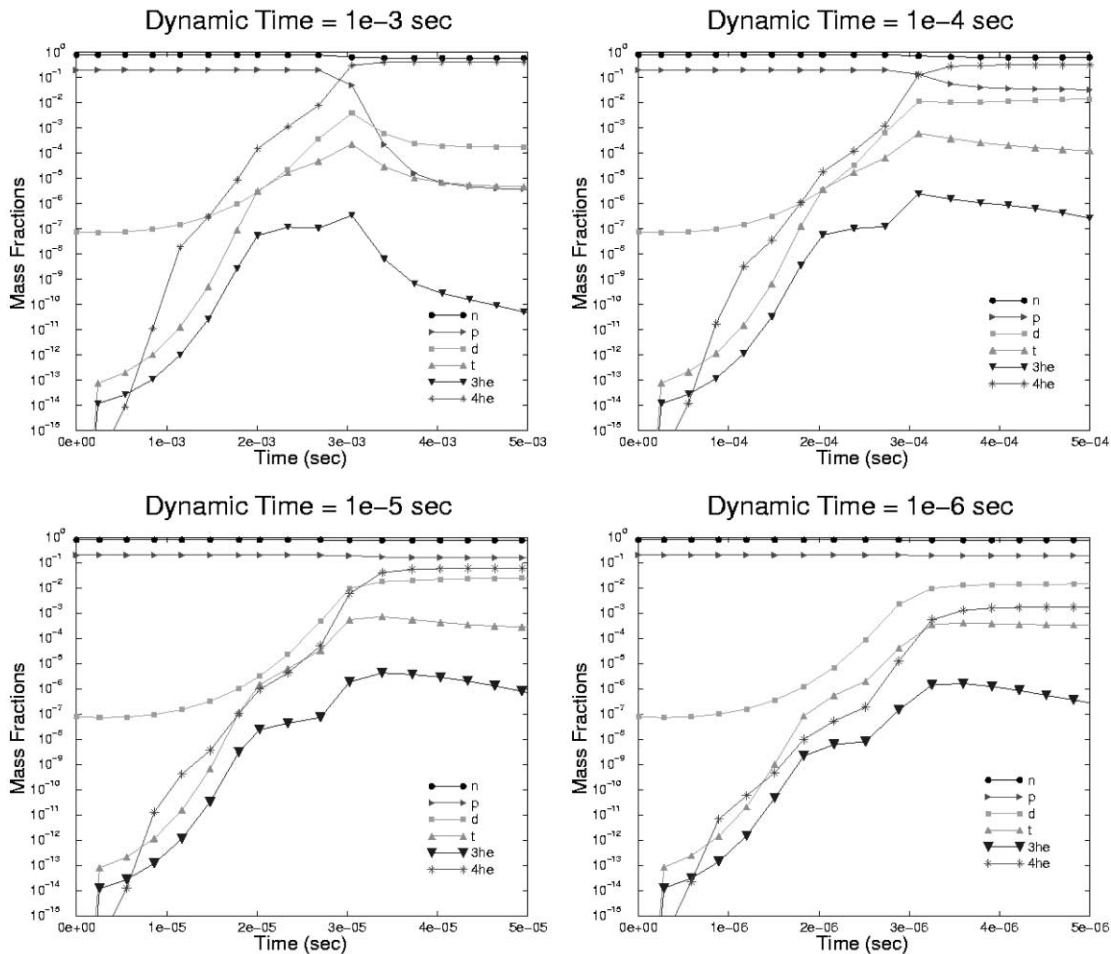 Dynamic Time = 1e−3 sec
Mass Fractions
10⁰
10⁻¹
10⁻²
10⁻³
10⁻⁴
10⁻⁵
10⁻⁶
10⁻⁷
10⁻⁸
10⁻⁹
10⁻¹⁰
10⁻¹¹
10⁻¹²
10⁻¹³
10⁻¹⁴
10⁻¹⁵
n
p
d
t
3he
4he
0e+00 1e−03 2e−03 3e−03 4e−03 5e−03
Time (sec)
Dynamic Time = 1e−4 sec
Mass Fractions
10⁰
10⁻¹
10⁻²
10⁻³
10⁻⁴
10⁻⁵
10⁻⁶
10⁻⁷
10⁻⁸
10⁻⁹
10⁻¹⁰
10⁻¹¹
10⁻¹²
10⁻¹³
10⁻¹⁴
10⁻¹⁵
n
p
d
t
3he
4he
0e+00 1e−04 2e−04 3e−04 4e−04 5e−04
Time (sec)
Dynamic Time = 1e−5 sec
Mass Fractions
10⁰
10⁻¹
10⁻²
10⁻³
10⁻⁴
10⁻⁵
10⁻⁶
10⁻⁷
10⁻⁸
10⁻⁹
10⁻¹⁰
10⁻¹¹
10⁻¹²
10⁻¹³
10⁻¹⁴
10⁻¹⁵
n
p
d
t
3he
4he
0e+00 1e−05 2e−05 3e−05 4e−05 5e−05
Time (sec)
Dynamic Time = 1e−6 sec
Mass Fractions
10⁰
10⁻¹
10⁻²
10⁻³
10⁻⁴
10⁻⁵
10⁻⁶
10⁻⁷
10⁻⁸
10⁻⁹
10⁻¹⁰
10⁻¹¹
10⁻¹²
10⁻¹³
10⁻¹⁴
10⁻¹⁵
n
p
d
t
3he
4he
0e+00 1e−06 2e−06 3e−06 4e−06 5e−06
Time (sec)